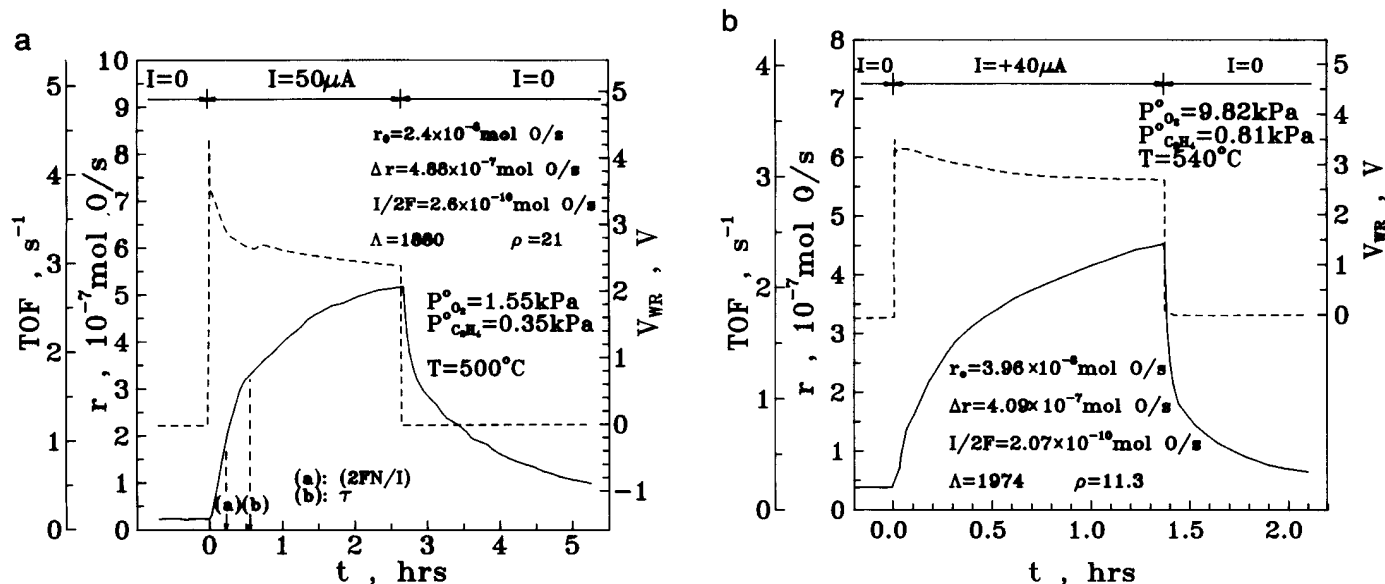 a
I=0 I=50μA I=0
r₀=2.4×10⁻⁸mol O/s
Δr=4.88×10⁻⁷mol O/s
I/2F=2.6×10⁻¹⁰mol O/s
Λ=1880 ρ=21
P°O₂=1.55kPa
P°C₂H₄=0.35kPa
T=500°C
(a): (2FN/I)
(b): τ
(a)(b)
TOF , s⁻¹
5
4
3
2
1
0
r , 10⁻⁷mol O/s
10
9
8
7
6
5
4
3
2
1
0
V_WR , V
5
4
3
2
1
0
−1
0 1 2 3 4 5
t , hrs
b
I=0 I=+40μA I=0
P°O₂=9.82kPa
P°C₂H₄=0.81kPa
T=540°C
r₀=3.96×10⁻⁸mol O/s
Δr=4.09×10⁻⁷mol O/s
I/2F=2.07×10⁻¹⁰mol O/s
Λ=1974 ρ=11.3
TOF , s⁻¹
4
3
2
1
0
r , 10⁻⁷mol O/s
8
7
6
5
4
3
2
1
0
V_WR , V
5
4
3
2
1
0
0.0 0.5 1.0 1.5 2.0
t , hrs